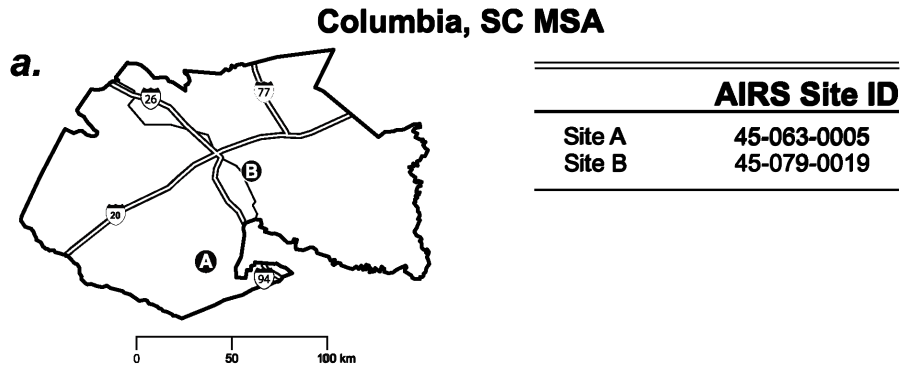 Columbia, SC MSA
a.
26
77
20
B
A
94
0 50 100 km
AIRS Site ID
Site A 45-063-0005
Site B 45-079-0019